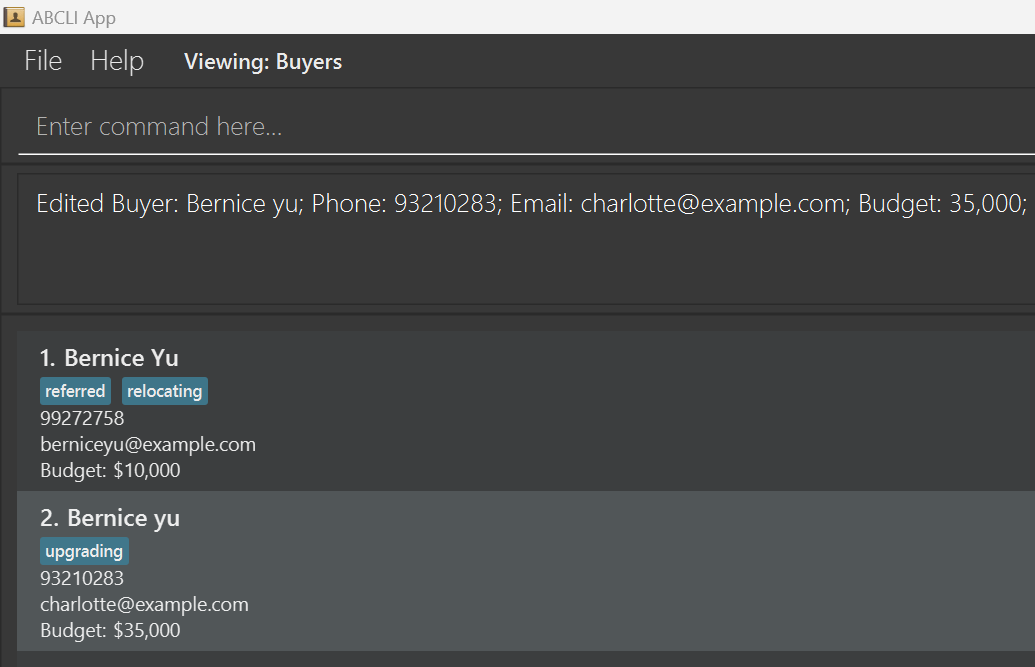 ABCLI App
File Help Viewing: Buyers
Enter command here...
Edited Buyer: Bernice yu; Phone: 93210283; Email: charlotte@example.com; Budget: 35,000;
1. Bernice Yu
referred relocating
99272758
berniceyu@example.com
Budget: $10,000
2. Bernice yu
upgrading
93210283
charlotte@example.com
Budget: $35,000